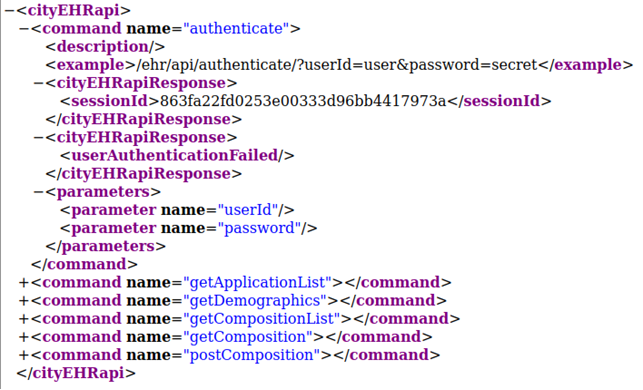 −<cityEHRapi>
−<command name="authenticate">
<description/>
<example>/ehr/api/authenticate/?userId=user&password=secret</example>
−<cityEHRapiResponse>
<sessionId>863fa22fd0253e00333d96bb4417973a</sessionId>
</cityEHRapiResponse>
−<cityEHRapiResponse>
<userAuthenticationFailed/>
</cityEHRapiResponse>
−<parameters>
<parameter name="userId"/>
<parameter name="password"/>
</parameters>
</command>
+<command name="getApplicationList"></command>
+<command name="getDemographics"></command>
+<command name="getCompositionList"></command>
+<command name="getComposition"></command>
+<command name="postComposition"></command>
</cityEHRapi>